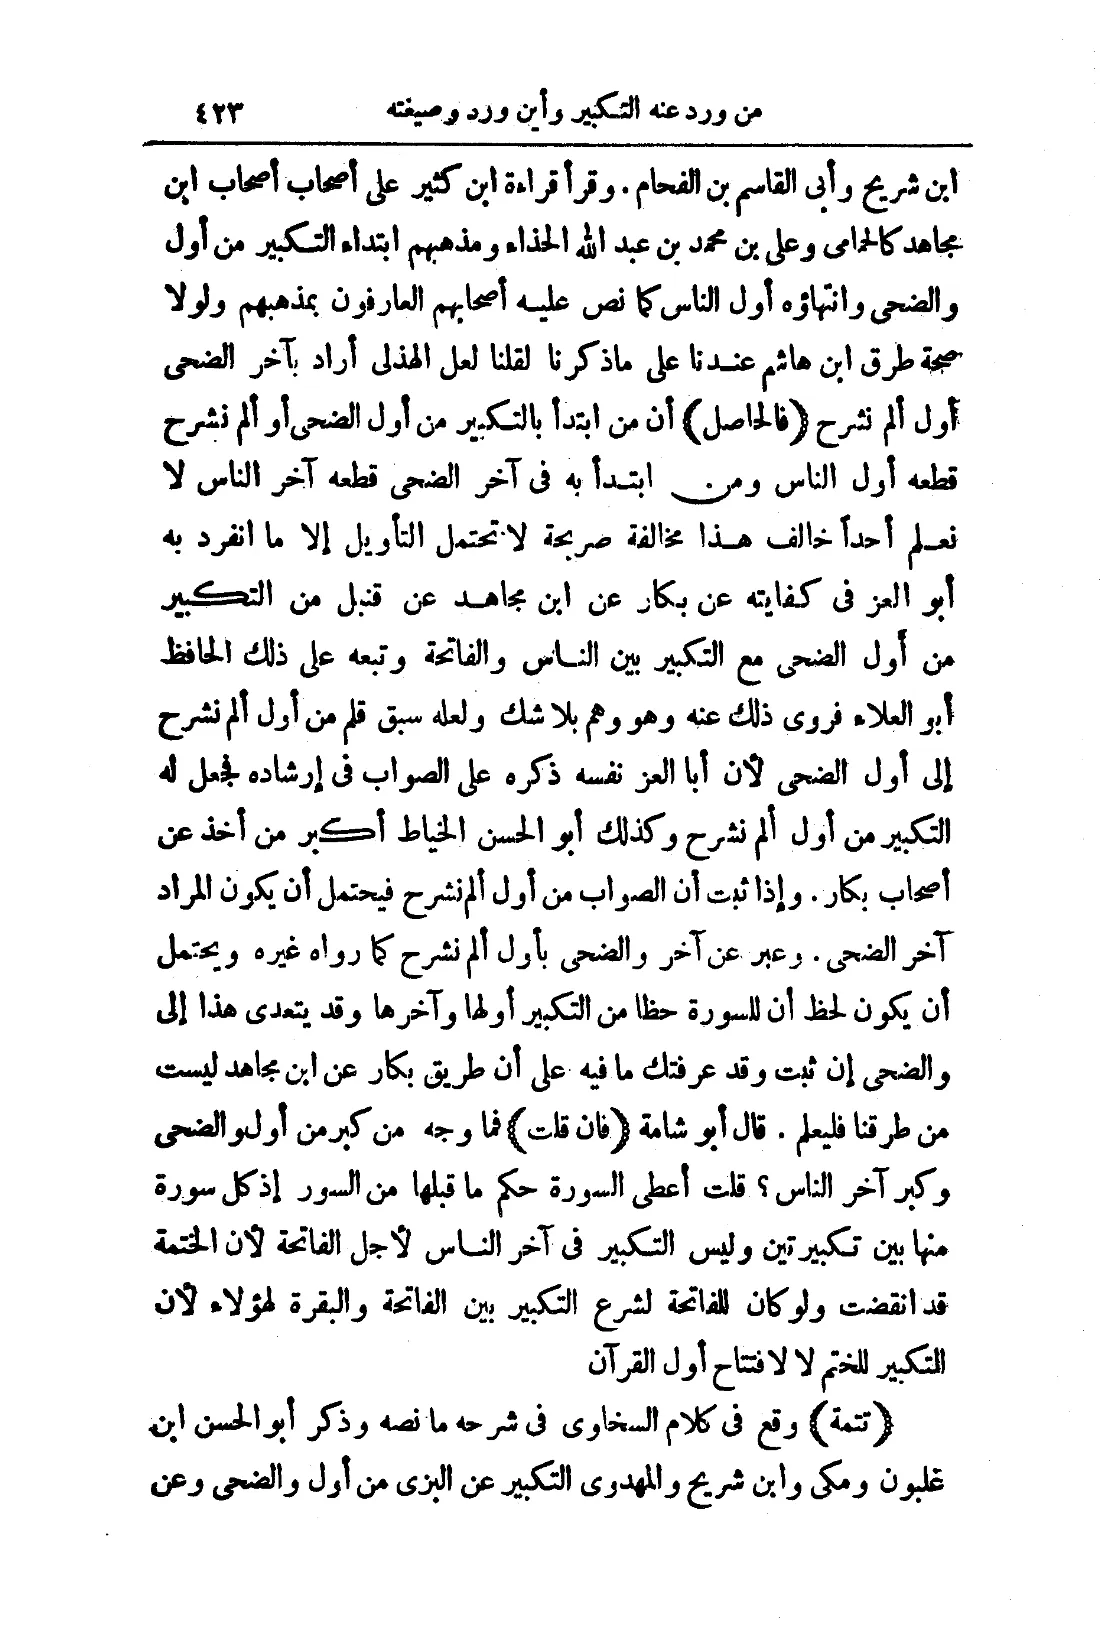 من ورد عنه التكبير وأين ورد وصيغته ٤٢٣
ابن شريح وأبى القاسم بن الفحام . وقرأ قراءة ابن كثير على أصحاب أصحاب ابن
مجاهد كالحمامى وعلى بن محمد بن عبد الله الحذاء ومذهبهم ابتداء التكبير من أول
والضحى وانتهاؤه أول الناس كما نص عليه أصحابهم العارفون بمذهبهم ولولا
صحة طرق ابن هاشم عندنا على ماذكرنا لقلنا لعل الهذلى أراد بآخر الضحى
أول ألم نشرح (فالحاصل) أن من ابتدأ بالتكبير من أول الضحى أو ألم نشرح
قطعه أول الناس ومن ابتدأ به فى آخر الضحى قطعه آخر الناس لا
نعلم أحداً خالف هذا مخالفة صريحة لا تحتمل التأويل إلا ما انفرد به
أبو العز فى كفايته عن بكار عن ابن مجاهد عن قنبل من التكبير
من أول الضحى مع التكبير بين الناس والفاتحة وتبعه على ذلك الحافظ
أبو العلاء فروى ذلك عنه وهو وهم بلا شك ولعله سبق قلم من أول ألم نشرح
إلى أول الضحى لأن أبا العز نفسه ذكره على الصواب فى إرشاده فجعل له
التكبير من أول ألم نشرح وكذلك أبو الحسن الخياط أكبر من أخذ عن
أصحاب بكار . وإذا ثبت أن الصواب من أول ألم نشرح فيحتمل أن يكون المراد
آخر الضحى . وعبر عن آخر والضحى بأول ألم نشرح كما رواه غيره ويحتمل
أن يكون لحظ أن للسورة حظا من التكبير أولها وآخرها وقد يتعدى هذا إلى
والضحى إن ثبت وقد عرفتك ما فيه على أن طريق بكار عن ابن مجاهد ليست
من طرقنا فليعلم . قال أبو شامة (فان قلت) فما وجه من كبر من أول والضحى
وكبر آخر الناس ؟ قلت أعطى السورة حكم ما قبلها من السور إذ كل سورة
منها بين تكبيرتين وليس التكبير فى آخر الناس لأجل الفاتحة لأن الختمة
قد انقضت ولو كان للفاتحة لشرع التكبير بين الفاتحة والبقرة لهؤلاء لأن
التكبير للختم لا لافتتاح أول القرآن
(تتمة) وقع فى كلام السخاوى فى شرحه ما نصه وذكر أبو الحسن ابن
غلبون ومكى وابن شريح والمهدوى التكبير عن البزى من أول والضحى وعن